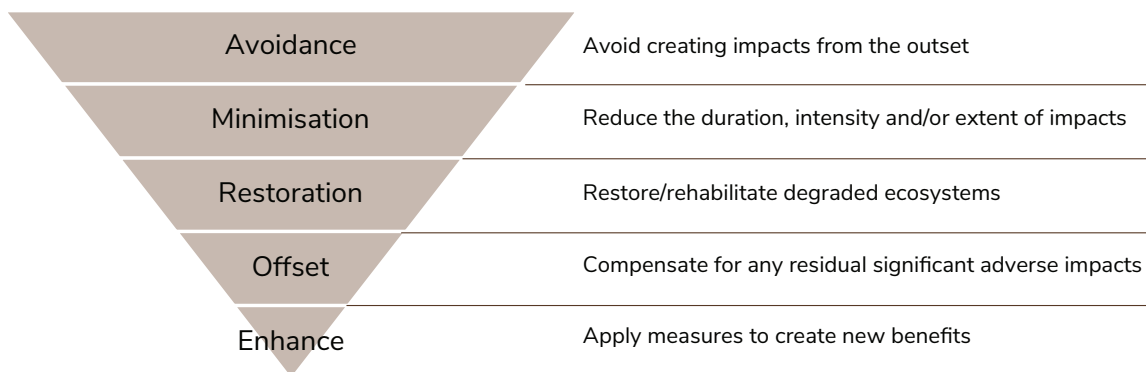 Avoidance
Avoid creating impacts from the outset
Minimisation
Reduce the duration, intensity and/or extent of impacts
Restoration
Restore/rehabilitate degraded ecosystems
Offset
Compensate for any residual significant adverse impacts
Enhance
Apply measures to create new benefits